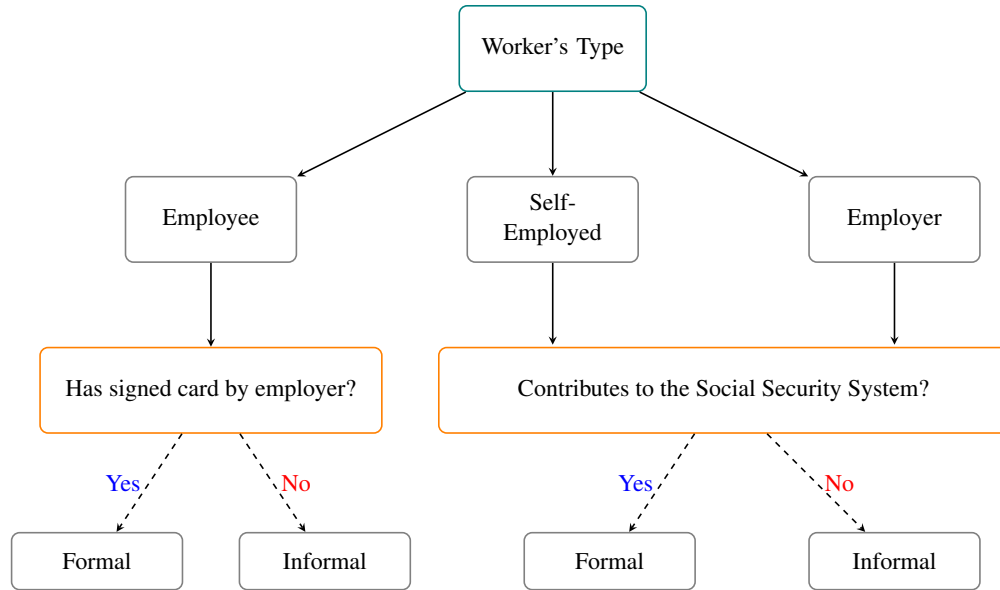 Worker's Type
Employee
Self-
Employed
Employer
Has signed card by employer?
Contributes to the Social Security System?
Yes
No
Yes
No
Formal
Informal
Formal
Informal